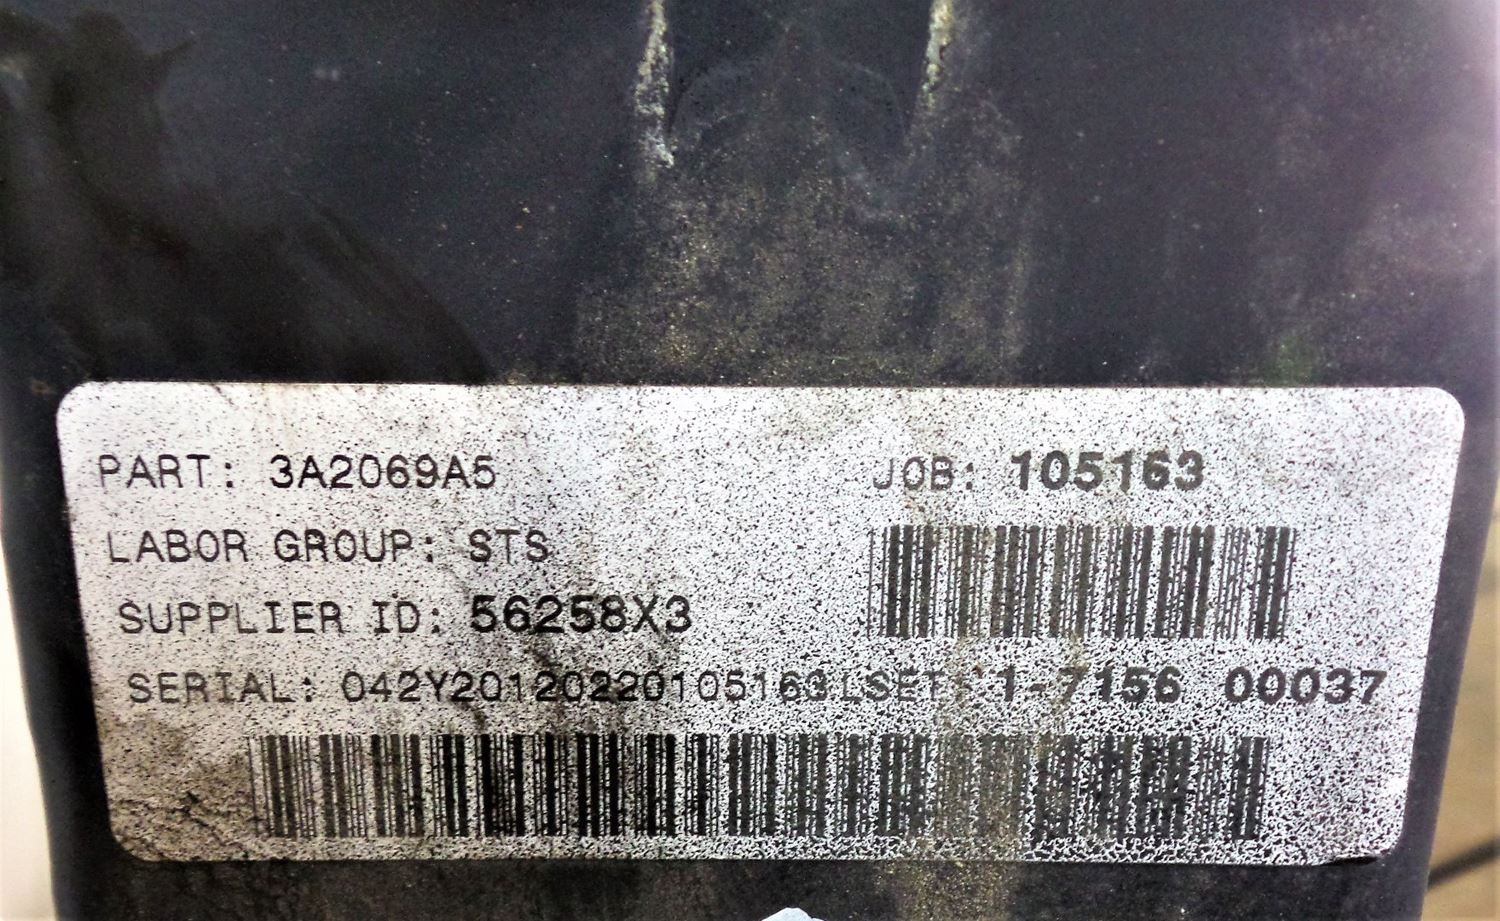 PART: 3A2069A5 JOB: 105163
LABOR GROUP: STS
SUPPLIER ID: 56258X3
SERIAL: 042Y20120220105163LSET 1-7156 00037